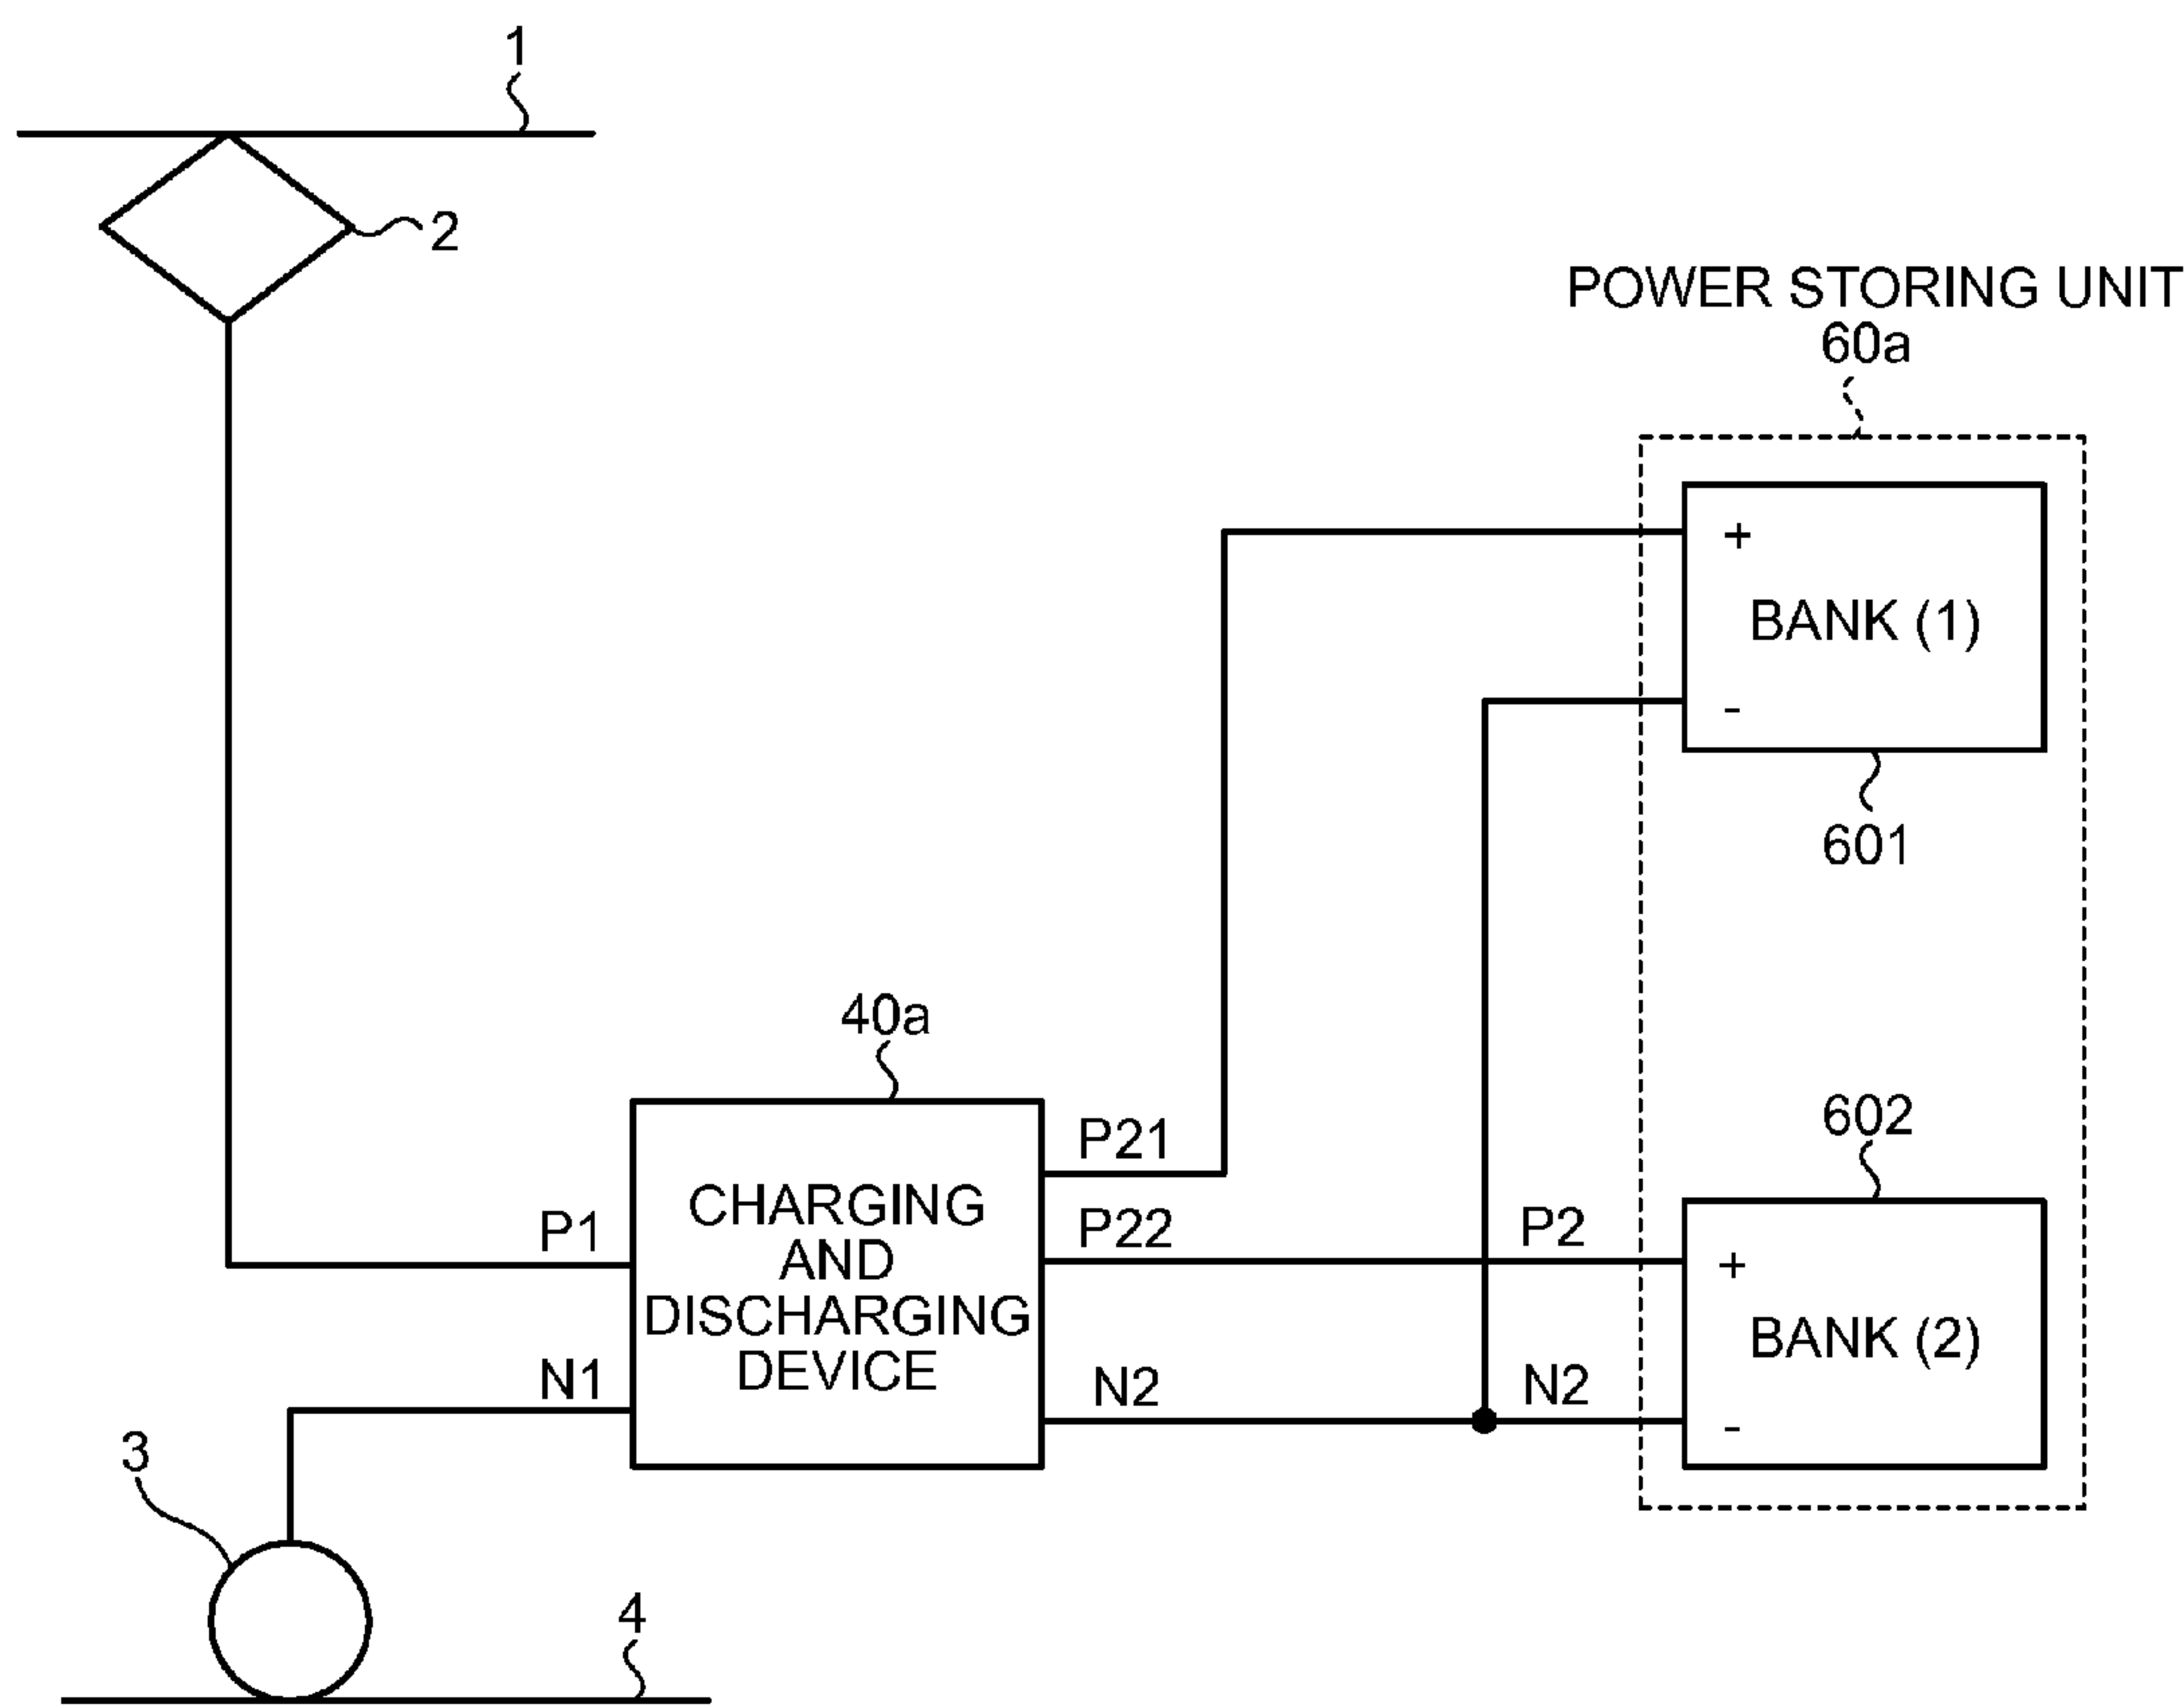 1
2
POWER STORING UNIT
60a
+
BANK (1)
-
601
40a
602
P21
P1
CHARGING
AND
DISCHARGING
DEVICE
P22
P2
+
BANK (2)
N1
N2
N2
-
3
4